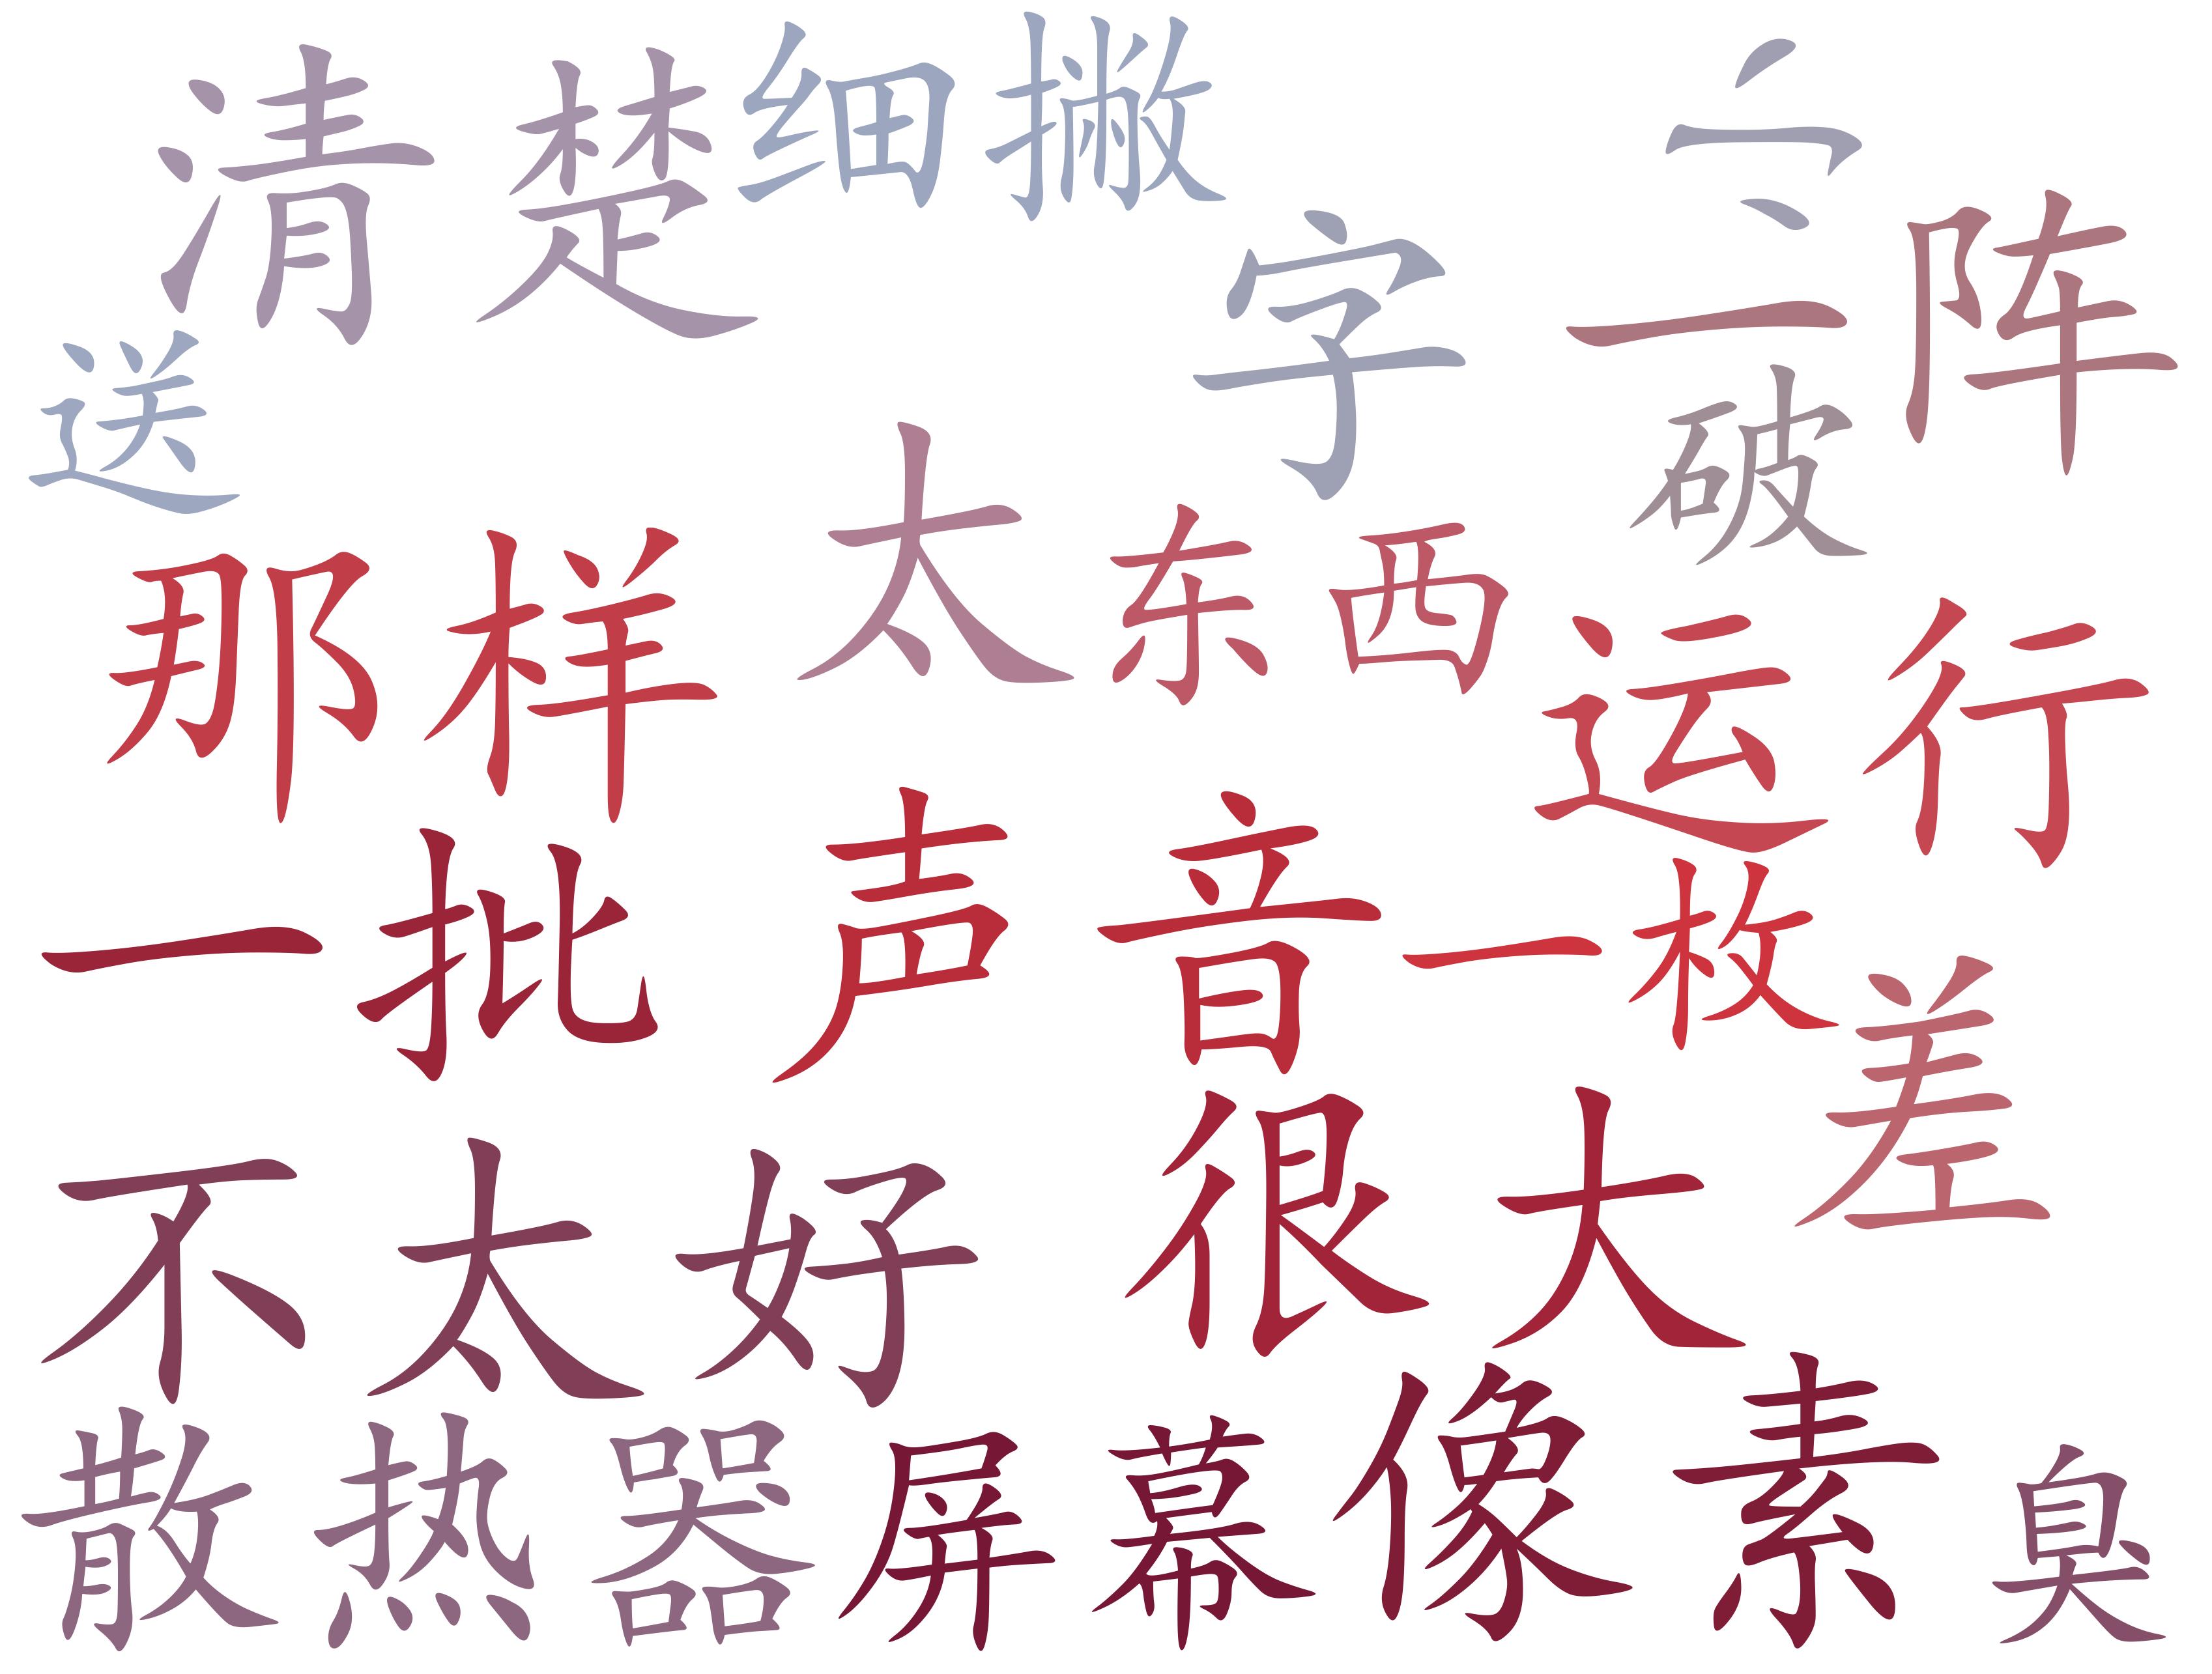 清楚
细撇
字
一阵
送
破
太
东西
那样
运行
声音
一枚
一批
差
很大
不太好
散热器
屏幕
像素
臭